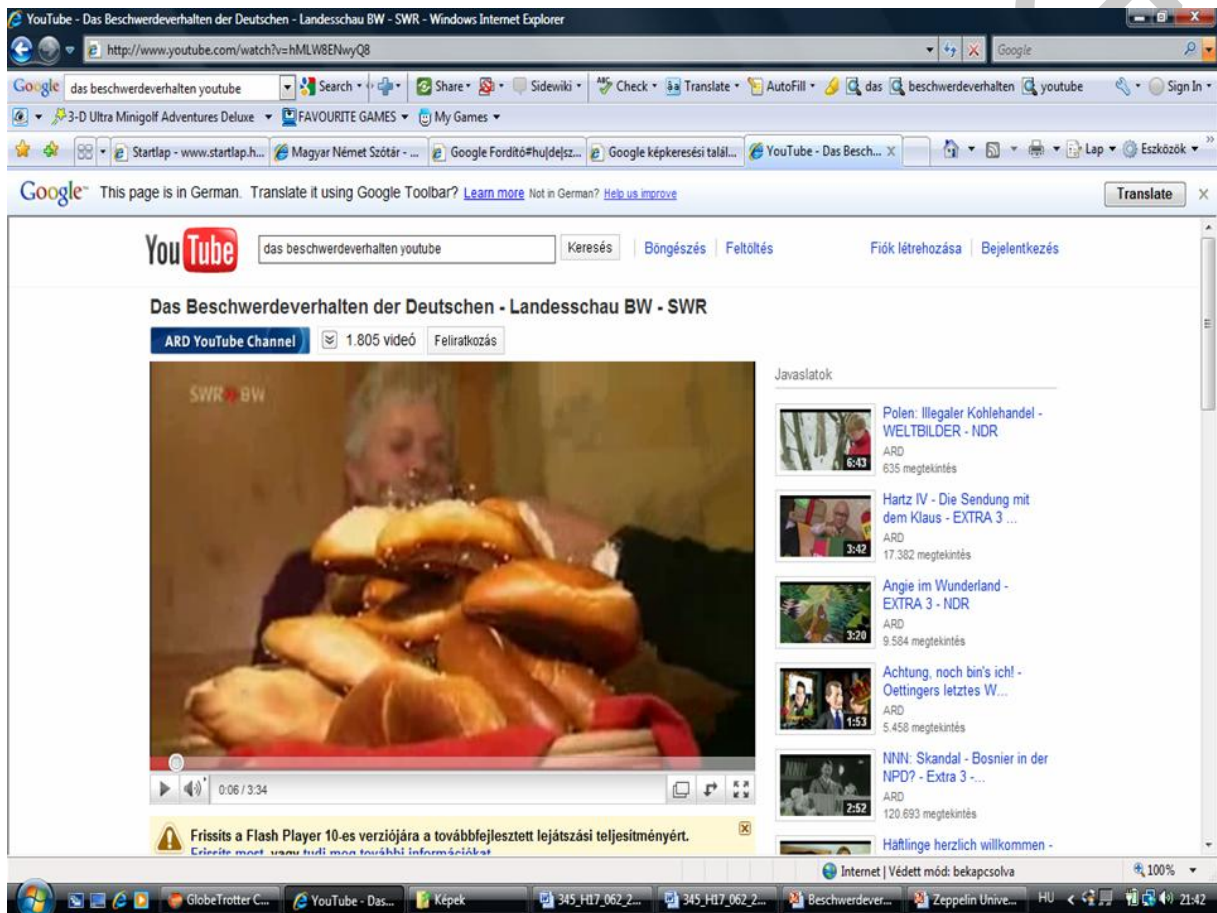 YouTube - Das Beschwerdeverhalten der Deutschen - Landesschau BW - SWR - Windows Internet Explorer
http://www.youtube.com/watch?v=hMLW8ENwyQ8 Google
Google das beschwerdeverhalten youtube Search Share Sidewiki Check Translate AutoFill das beschwerdeverhalten youtube Sign In
3-D Ultra Minigolf Adventures Deluxe FAVOURITE GAMES My Games
Startlap - www.startlap.h... Magyar Német Szótár - ... Google Fordító#hu|de|sz... Google képkeresési talál... YouTube - Das Besch... X Lap Eszközök
Google This page is in German. Translate it using Google Toolbar? Learn more Not in German? Help us improve Translate
YouTube das beschwerdeverhalten youtube Keresés Böngészés Feltöltés Fiók létrehozása Bejelentkezés
Das Beschwerdeverhalten der Deutschen - Landesschau BW - SWR
ARD YouTube Channel 1.805 videó Feliratkozás
SWR» BW
0:06 / 3:34
Frissíts a Flash Player 10-es verziójára a továbbfejlesztett lejátszási teljesítményért.
Frissíts most, vagy tudj meg további információkat
Javaslatok
Polen: Illegaler Kohlehandel -
WELTBILDER - NDR
ARD
635 megtekintés
6:43
Hartz IV - Die Sendung mit
dem Klaus - EXTRA 3 ...
ARD
17.382 megtekintés
3:42
Angie im Wunderland -
EXTRA 3 - NDR
ARD
9.584 megtekintés
3:20
Achtung, noch bin's ich! -
Oettingers letztes W...
ARD
5.458 megtekintés
1:53
NNN: Skandal - Bosnier in der
NPD? - Extra 3 -...
ARD
120.693 megtekintés
2:52
Häftlinge herzlich willkommen -
Internet | Védett mód: bekapcsolva 100%
GlobeTrotter C... YouTube - Das... Képek 345_H17_062_2... 345_H17_062_2... Beschwerdever... Zeppelin Unive... HU 21:42